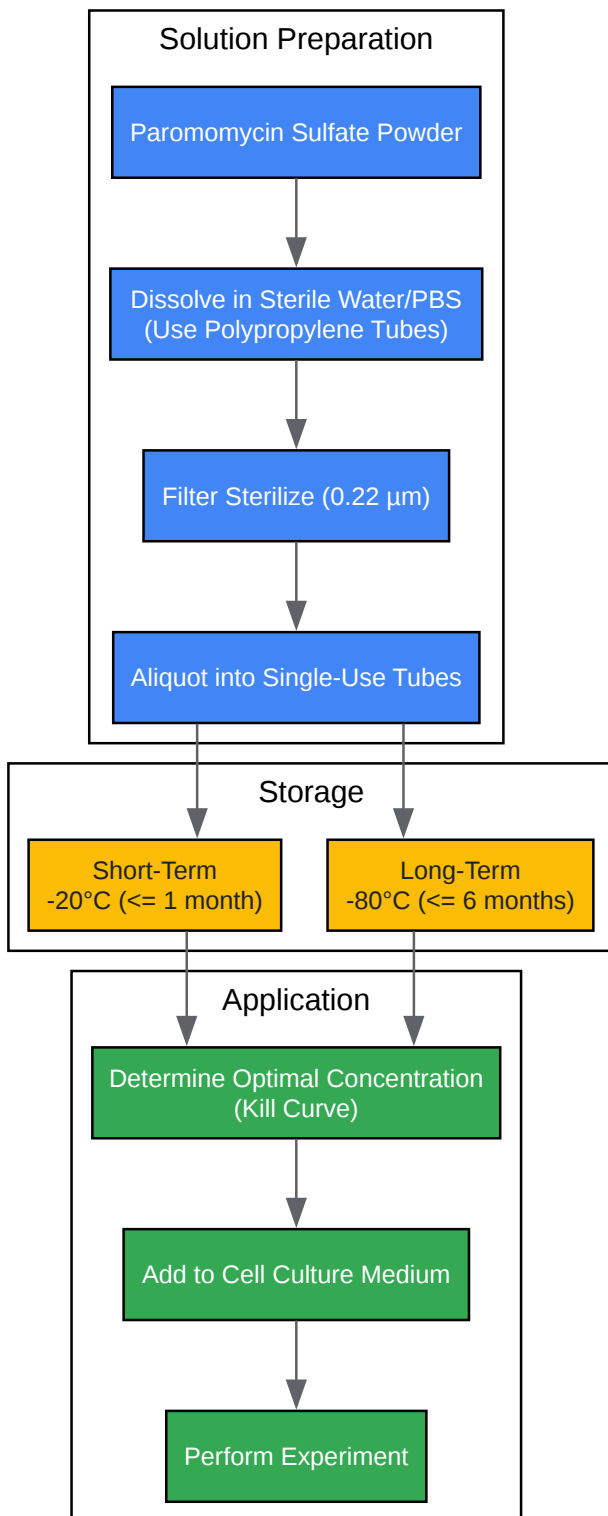 Solution Preparation
Paromomycin Sulfate Powder
Dissolve in Sterile Water/PBS
(Use Polypropylene Tubes)
Filter Sterilize (0.22 µm)
Aliquot into Single-Use Tubes
Storage
Short-Term
-20°C (<= 1 month)
Long-Term
-80°C (<= 6 months)
Application
Determine Optimal Concentration
(Kill Curve)
Add to Cell Culture Medium
Perform Experiment